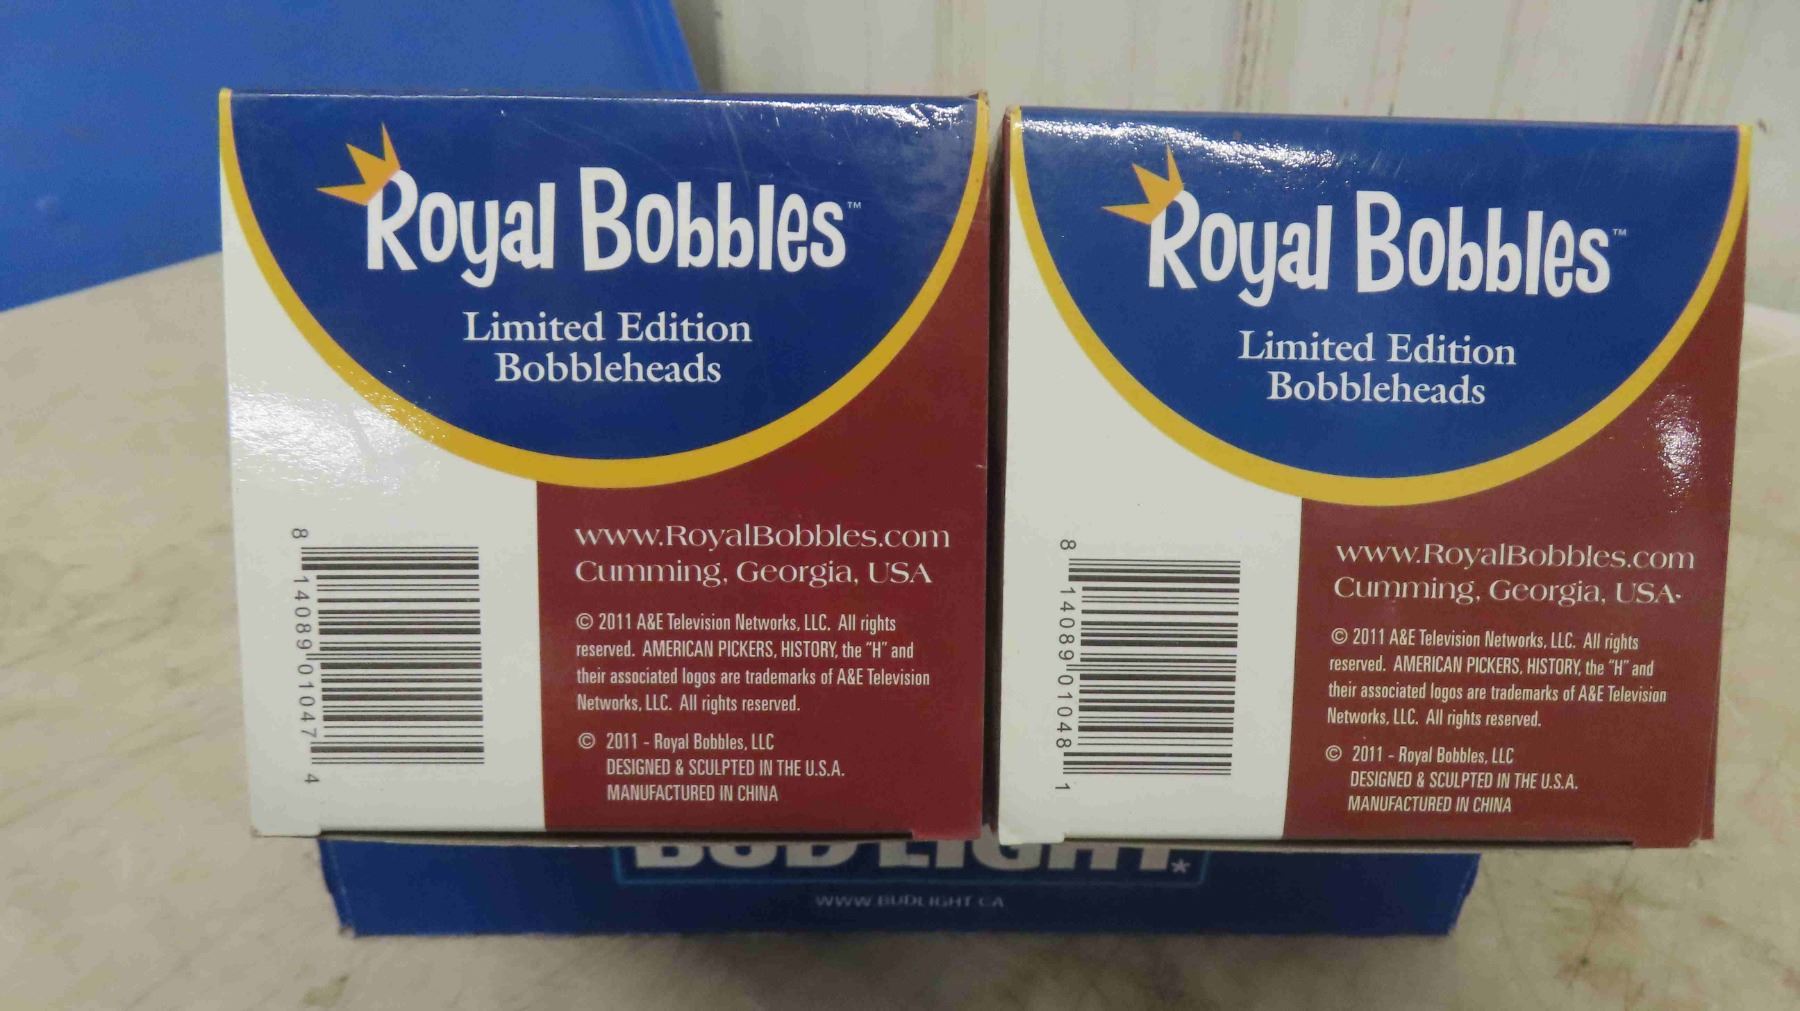 Royal Bobbles™
Limited Edition
Bobbleheads
www.RoyalBobbles.com
Cumming, Georgia, USA
© 2011 A&E Television Networks, LLC. All rights
reserved. AMERICAN PICKERS, HISTORY, the "H" and
their associated logos are trademarks of A&E Television
Networks, LLC. All rights reserved.
© 2011 - Royal Bobbles, LLC
DESIGNED & SCULPTED IN THE U.S.A.
MANUFACTURED IN CHINA
8 14089 01047 4
Royal Bobbles™
Limited Edition
Bobbleheads
www.RoyalBobbles.com
Cumming, Georgia, USA
© 2011 A&E Television Networks, LLC. All rights
reserved. AMERICAN PICKERS, HISTORY, the "H" and
their associated logos are trademarks of A&E Television
Networks, LLC. All rights reserved.
© 2011 - Royal Bobbles, LLC
DESIGNED & SCULPTED IN THE U.S.A.
MANUFACTURED IN CHINA
8 14089 01048 1
BUD LIGHT.
WWW.BUDLIGHT.CA